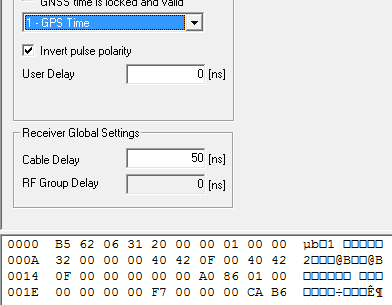 GNSS time is locked and valid
1 - GPS Time
Invert pulse polarity
User Delay 0 [ns]
Receiver Global Settings
Cable Delay 50 [ns]
RF Group Delay 0 [ns]
0000 B5 62 06 31 20 00 00 01 00 00 µb□1 □□□□□
000A 32 00 00 00 40 42 0F 00 40 42 2□□□@B□□@B
0014 0F 00 00 00 00 00 A0 86 01 00 □□□□□□ □□□
001E 00 00 00 00 F7 00 00 00 CA B6 □□□□÷□□□Ê¶